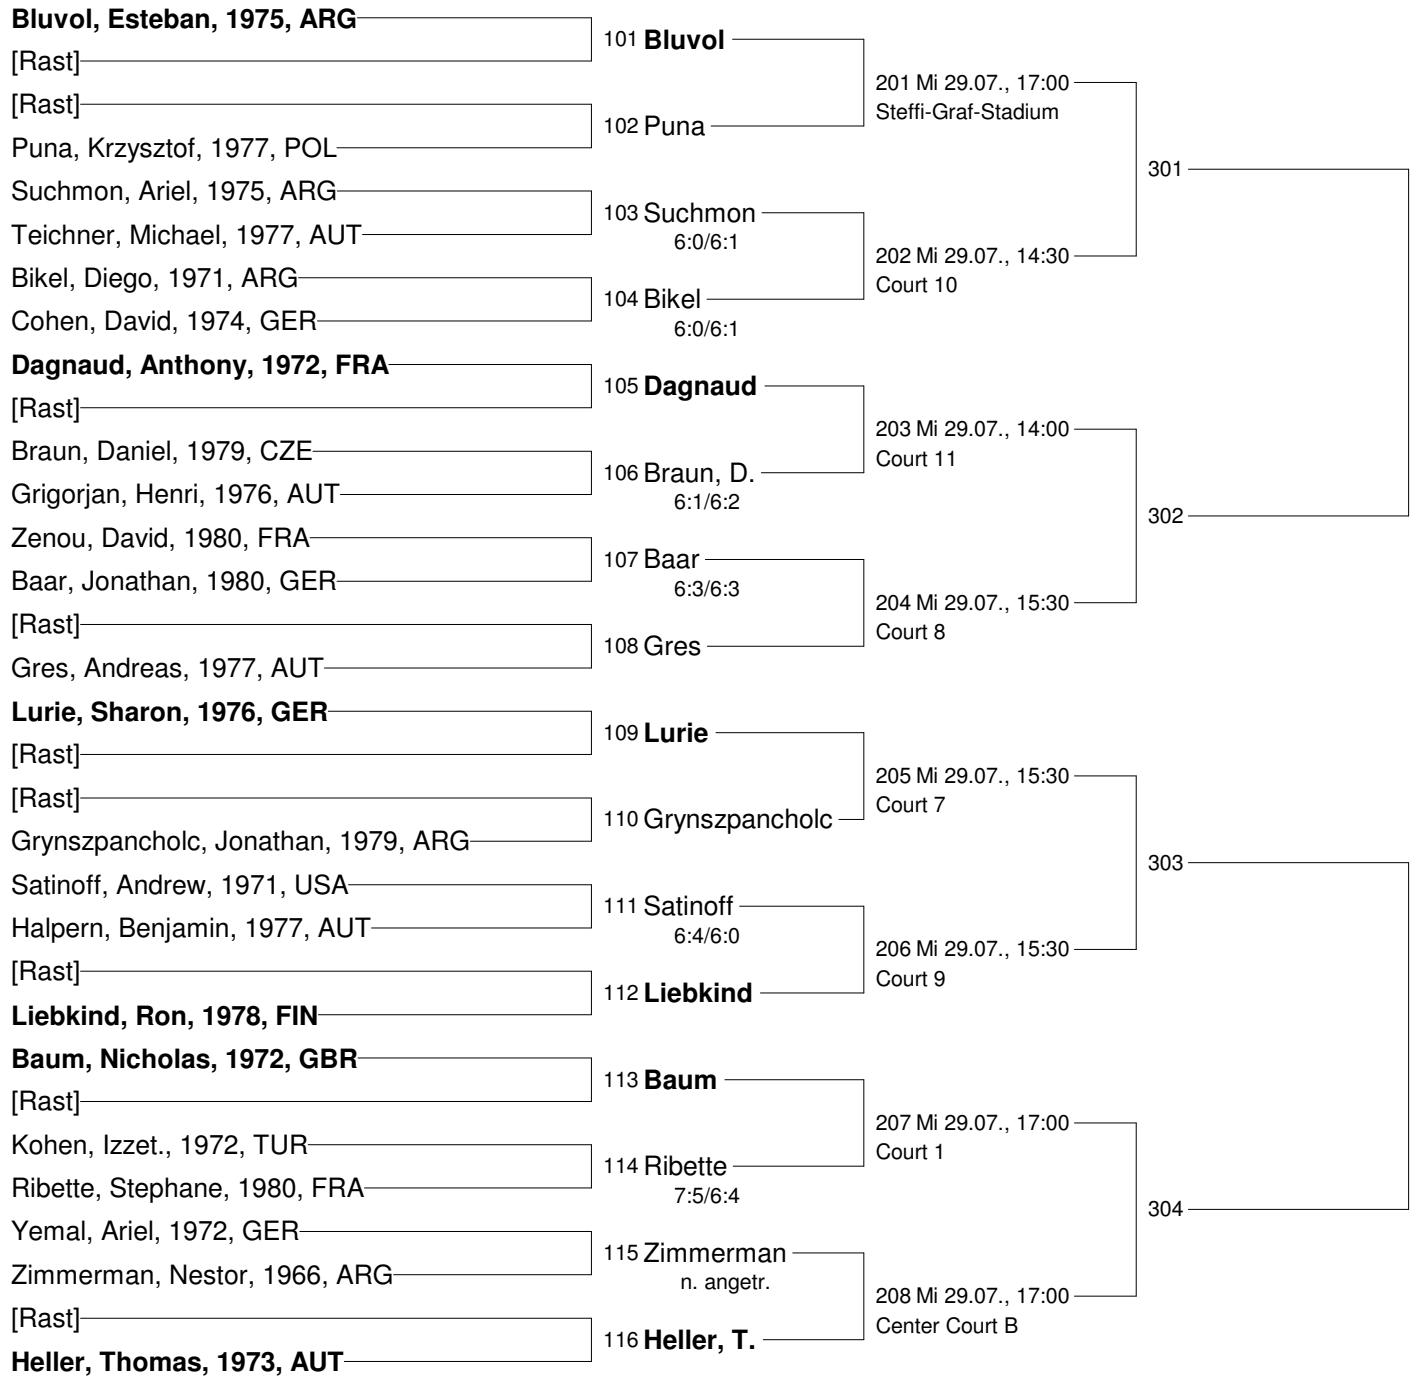 Bluvol, Esteban, 1975, ARG
[Rast]
[Rast]
Puna, Krzysztof, 1977, POL
Suchmon, Ariel, 1975, ARG
Teichner, Michael, 1977, AUT
Bikel, Diego, 1971, ARG
Cohen, David, 1974, GER
Dagnaud, Anthony, 1972, FRA
[Rast]
Braun, Daniel, 1979, CZE
Grigorjan, Henri, 1976, AUT
Zenou, David, 1980, FRA
Baar, Jonathan, 1980, GER
[Rast]
Gres, Andreas, 1977, AUT
Lurie, Sharon, 1976, GER
[Rast]
[Rast]
Grynszpancholc, Jonathan, 1979, ARG
Satinoff, Andrew, 1971, USA
Halpern, Benjamin, 1977, AUT
[Rast]
Liebkind, Ron, 1978, FIN
Baum, Nicholas, 1972, GBR
[Rast]
Kohen, Izzet., 1972, TUR
Ribette, Stephane, 1980, FRA
Yemal, Ariel, 1972, GER
Zimmerman, Nestor, 1966, ARG
[Rast]
Heller, Thomas, 1973, AUT
101 Bluvol
102 Puna
103 Suchmon
6:0/6:1
104 Bikel
6:0/6:1
105 Dagnaud
106 Braun, D.
6:1/6:2
107 Baar
6:3/6:3
108 Gres
109 Lurie
110 Grynszpancholc
111 Satinoff
6:4/6:0
112 Liebkind
113 Baum
114 Ribette
7:5/6:4
115 Zimmerman
n. angetr.
116 Heller, T.
201 Mi 29.07., 17:00
Steffi-Graf-Stadium
202 Mi 29.07., 14:30
Court 10
203 Mi 29.07., 14:00
Court 11
204 Mi 29.07., 15:30
Court 8
205 Mi 29.07., 15:30
Court 7
206 Mi 29.07., 15:30
Court 9
207 Mi 29.07., 17:00
Court 1
208 Mi 29.07., 17:00
Center Court B
301
302
303
304